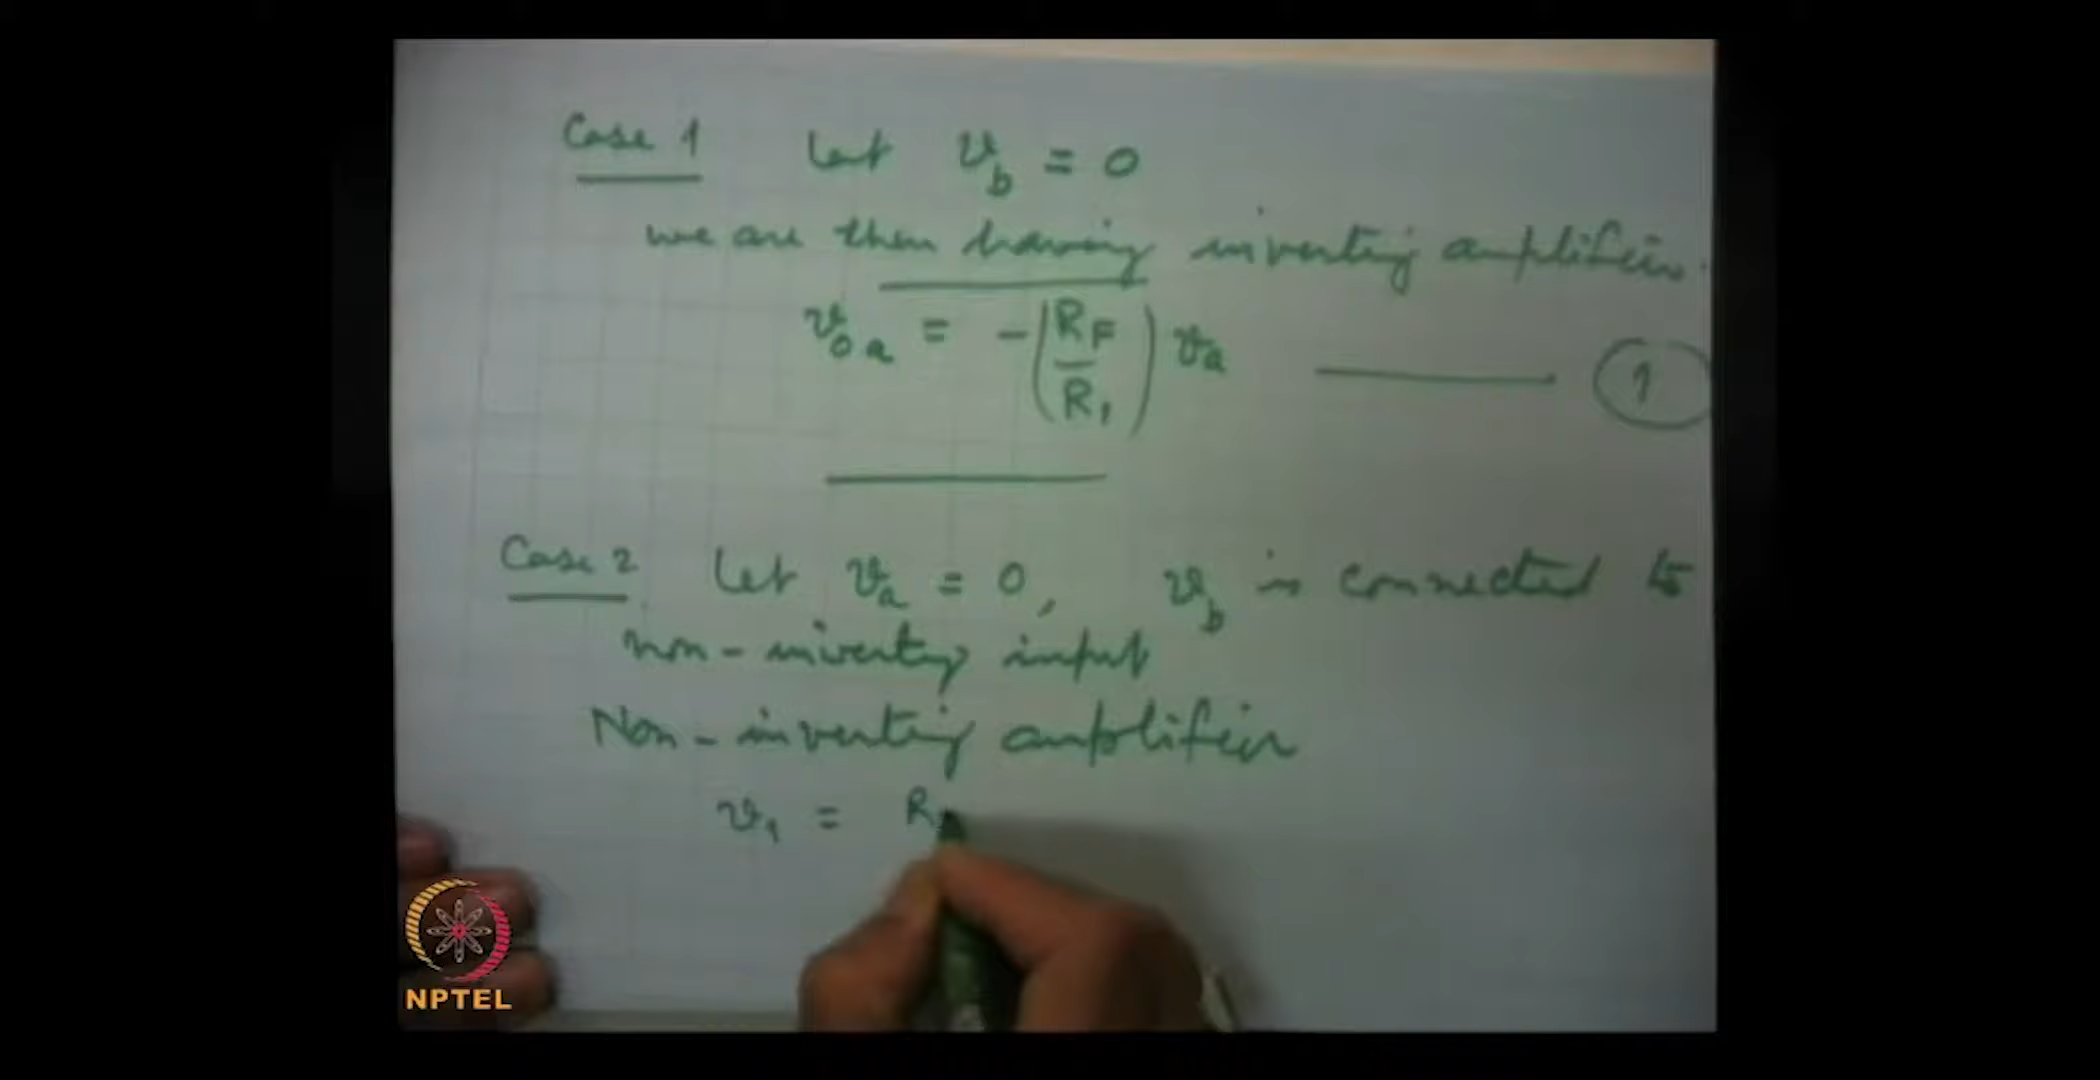 Case 1 Let v_b = 0
we are then having inverting amplifier.
v_oa = -(R_F/R_1) v_a ——— 1
Case 2 Let v_a = 0, v_b is connected to
non-inverting input
Non-inverting amplifier
v_1 = R
NPTEL